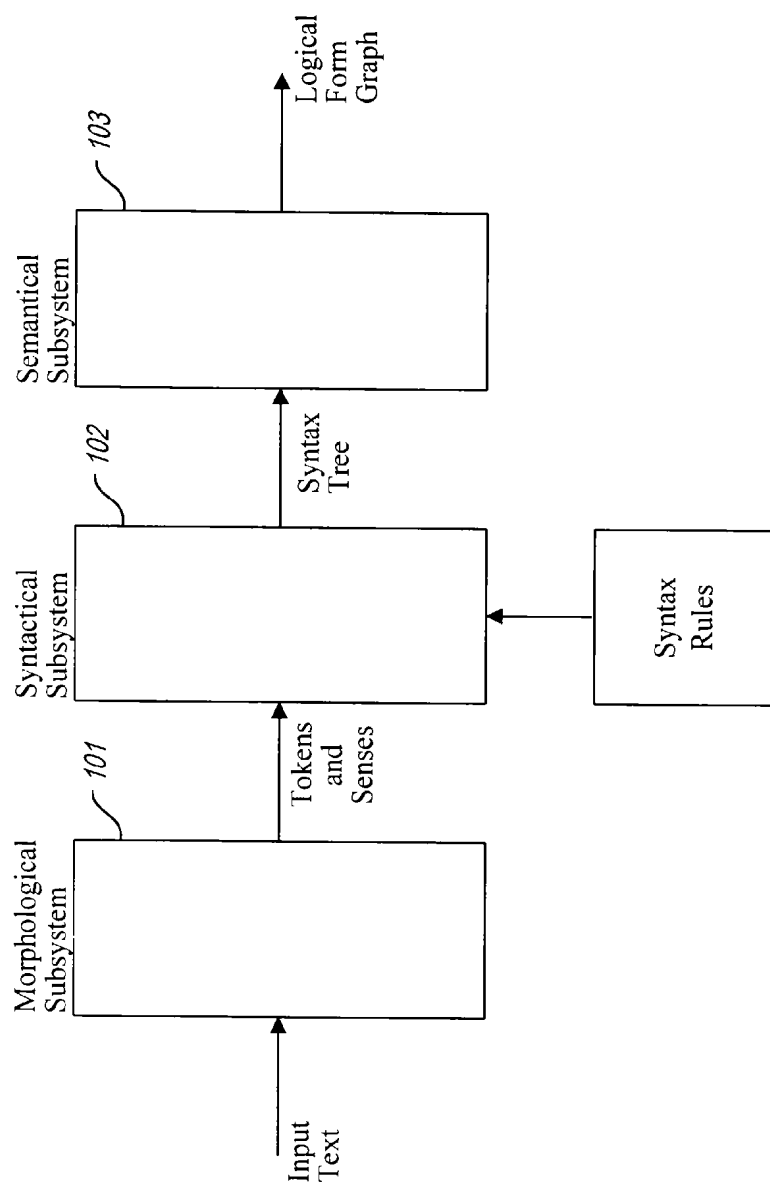 Morphological
Subsystem
101
Syntactical
Subsystem
102
Semantical
Subsystem
103
Input
Text
Tokens
and
Senses
Syntax
Tree
Logical
Form
Graph
Syntax
Rules